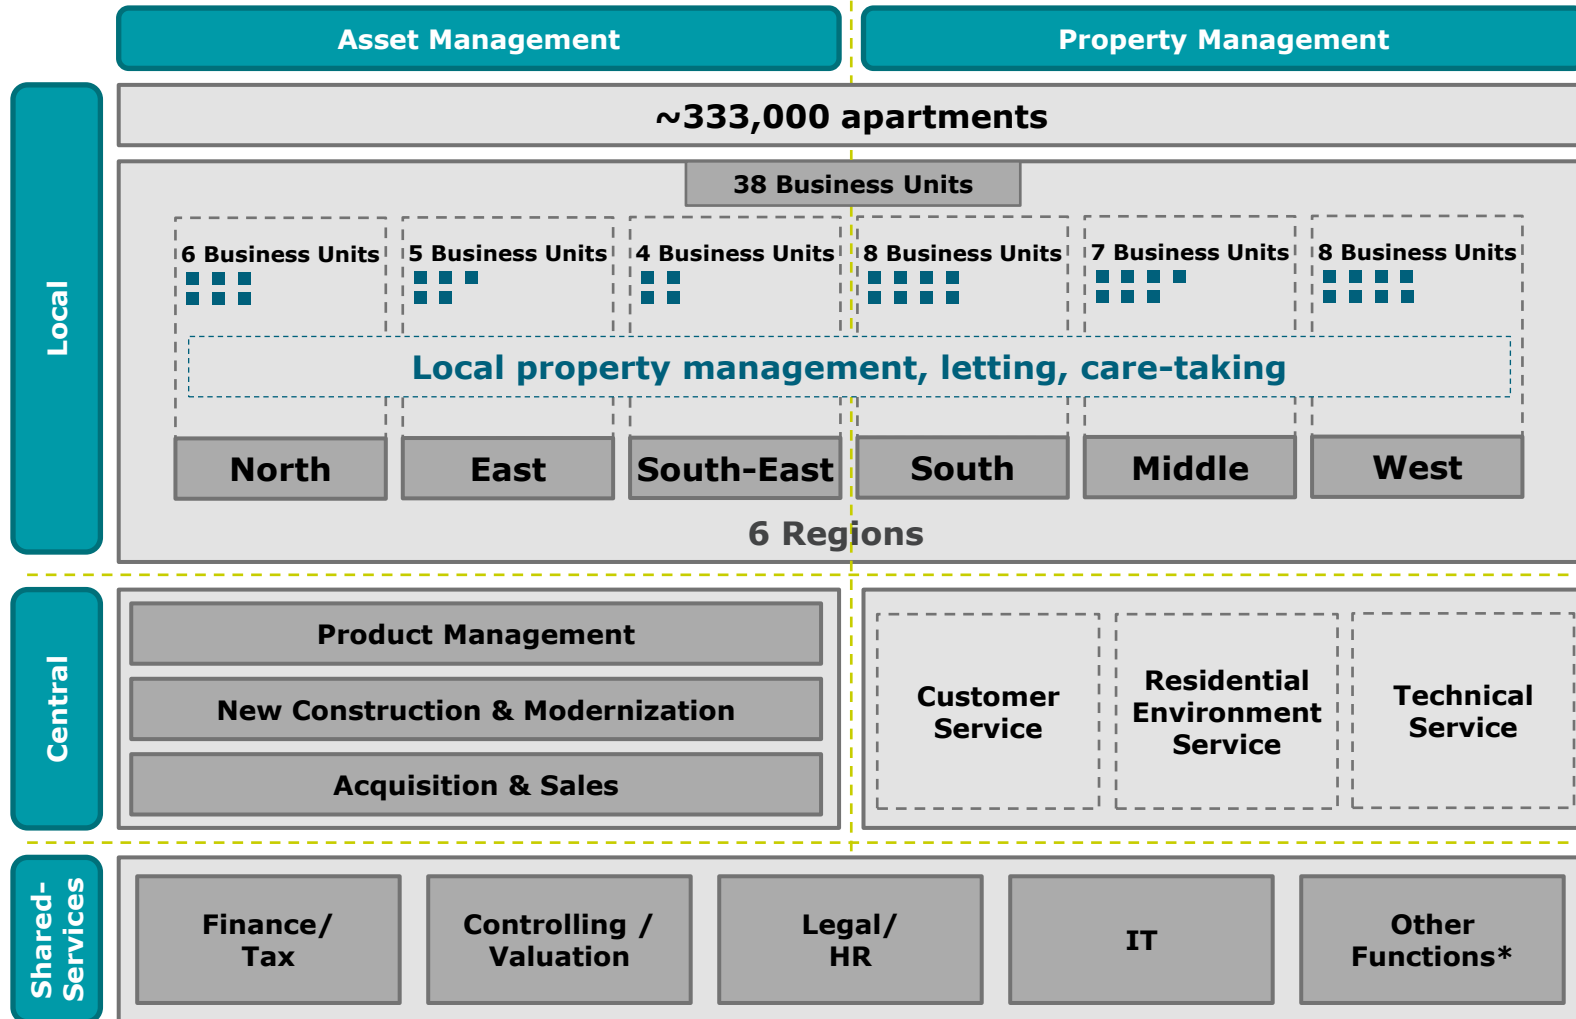 Asset Management
Property Management
Local
~333,000 apartments
38 Business Units
6 Business Units
5 Business Units
4 Business Units
8 Business Units
7 Business Units
8 Business Units
Local property management, letting, care-taking
North
East
South-East
South
Middle
West
6 Regions
Central
Product Management
New Construction & Modernization
Acquisition & Sales
Customer
Service
Residential
Environment
Service
Technical
Service
Shared-
Services
Finance/
Tax
Controlling /
Valuation
Legal/
HR
IT
Other
Functions*